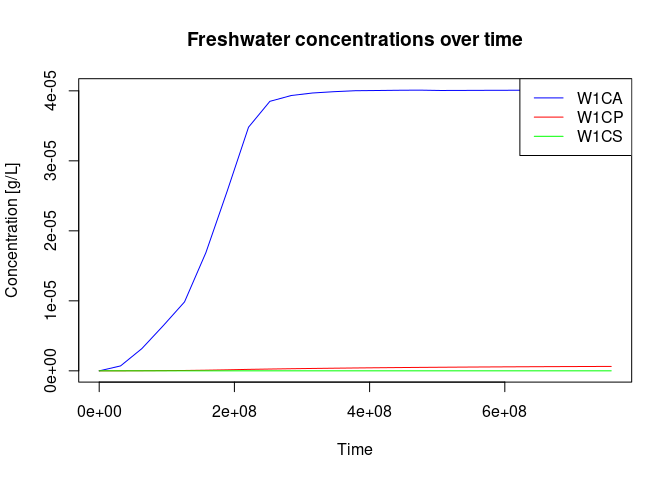 Freshwater concentrations over time
Concentration [g/L]
4e-05
3e-05
2e-05
1e-05
0e+00
W1CA
W1CP
W1CS
0e+00 2e+08 4e+08 6e+08
Time